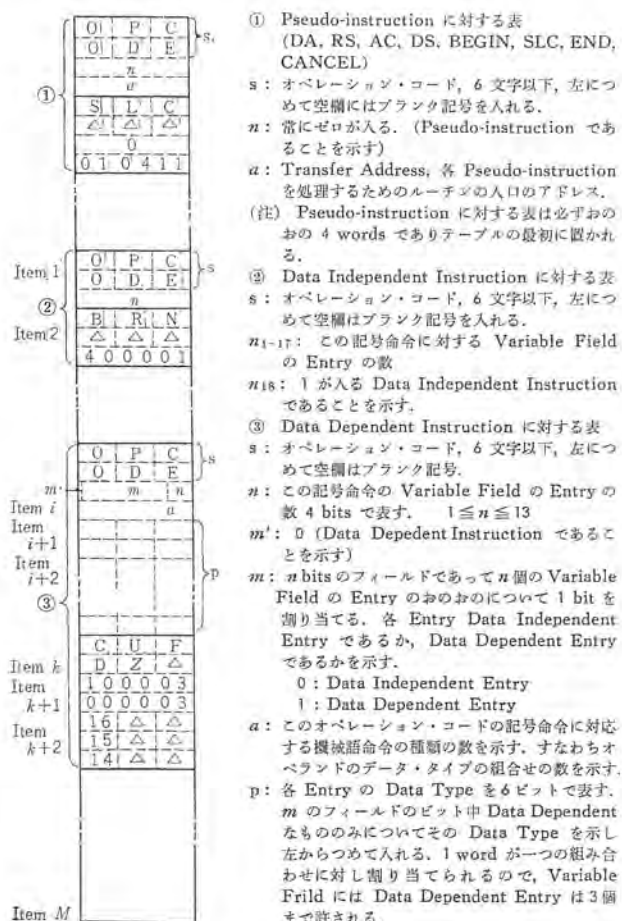 O P C
O D E
s.
n
a
①
S L C
△ △ △
0
0 1 0 4 1 1
Item 1
O P C
O D E
s
n
②
Item 2
B R N
△ △ △
4 0 0 0 0 1
O P C
O D E
s
m'
m n
Item i
a
Item
i+1
Item
i+2
p
③
Item k
C U F
D Z △
Item
k+1
1 0 0 0 0 3
0 0 0 0 0 3
Item
k+2
16 △ △
15 △ △
14 △ △
Item M
① Pseudo-instruction に対する表
(DA, RS, AC, DS, BEGIN, SLC, END,
CANCEL)
s : オペレーション・コード, 6 文字以下, 左につ
めて空欄にはブランク記号を入れる.
n : 常にゼロが入る. (Pseudo-instruction であ
ることを示す)
a : Transfer Address, 各 Pseudo-instruction
を処理するためのルーチンの入口のアドレス.
(注) Pseudo-instruction に対する表は必ずおの
おの 4 words でありテーブルの最初に置かれ
る.
② Data Independent Instruction に対する表
s : オペレーション・コード, 6 文字以下, 左につ
めて空欄はブランク記号を入れる.
n1-17 : この記号命令に対する Variable Field
の Entry の数
n18 : 1 が入る Data Independent Instruction
であることを示す.
③ Data Dependent Instruction に対する表
s : オペレーション・コード, 6 文字以下, 左につ
めて空欄はブランク記号.
n : この記号命令の Variable Field の Entry の
数 4 bits で表す. 1≦n≦13
m' : 0 (Data Depedent Instruction であるこ
とを示す)
m : n bits のフィールドであって n 個の Variable
Field の Entry のおのおのについて 1 bit を
割り当てる. 各 Entry Data Independent
Entry であるか, Data Dependent Entry
であるかを示す.
0 : Data Independent Entry
1 : Data Dependent Entry
a : このオペレーション・コードの記号命令に対応
する機械語命令の種類の数を示す. すなわちオ
ペランドのデータ・タイプの組合せの数を示す.
p : 各 Entry の Data Type を6ビットで表す.
m のフィールドのビット中 Data Dependent
なもののみについてその Data Type を示し
左からつめて入れる. 1 word が一つの組み合
わせに対し割り当てられるので, Variable
Frild には Data Dependent Entry は3個
まで許される.